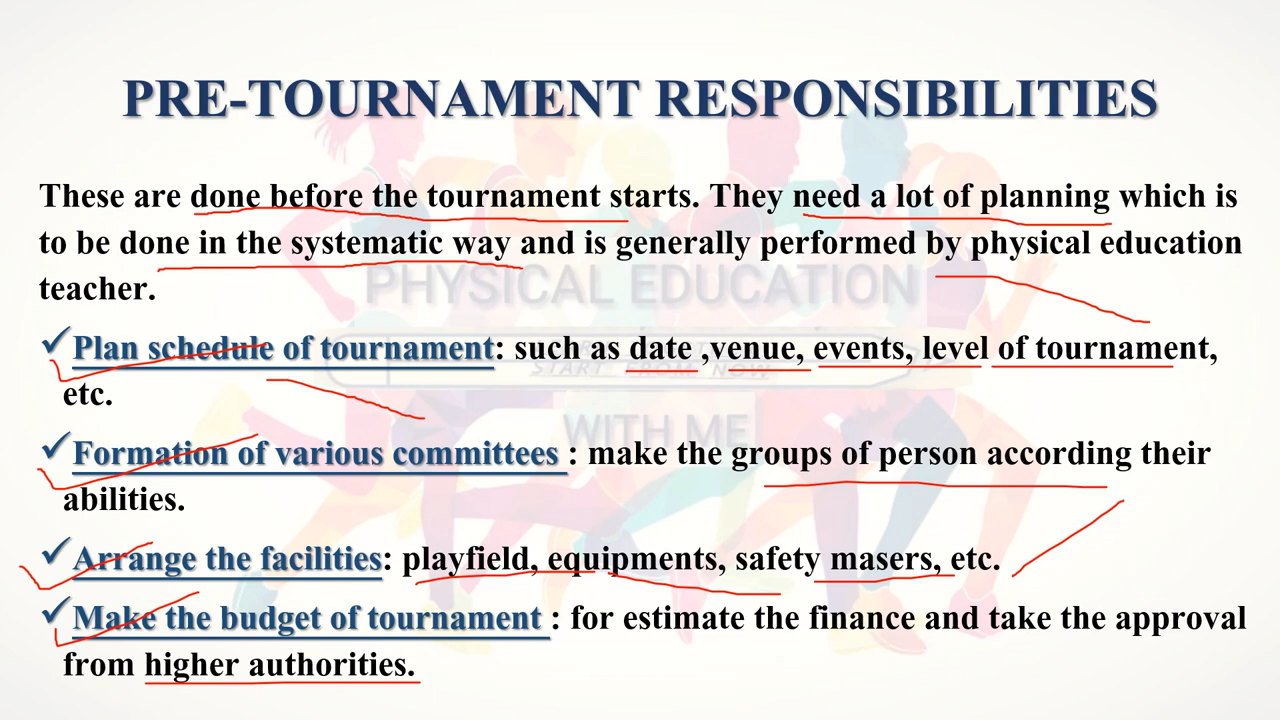 PRE-TOURNAMENT RESPONSIBILITIES
These are done before the tournament starts. They need a lot of planning which is
to be done in the systematic way and is generally performed by physical education
teacher.
PHYSICAL EDUCATION
✓Plan schedule of tournament: such as date ,venue, events, level of tournament,
START FROM NOW
etc.
WITH ME
✓Formation of various committees : make the groups of person according their
abilities.
✓Arrange the facilities: playfield, equipments, safety masers, etc.
✓Make the budget of tournament : for estimate the finance and take the approval
from higher authorities.